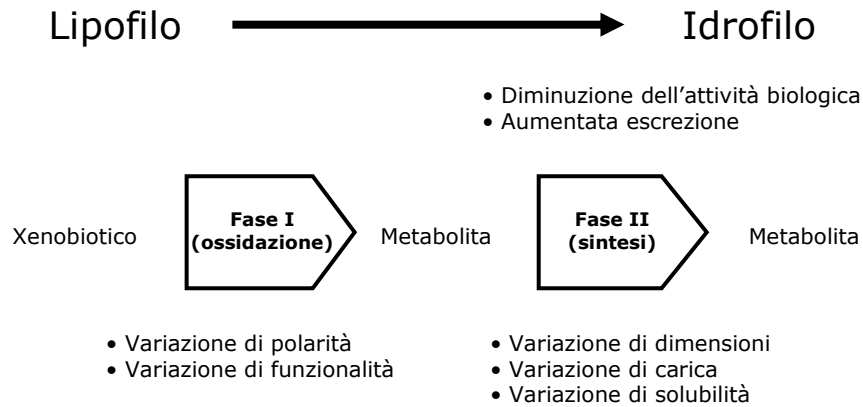 Lipofilo
Idrofilo
• Diminuzione dell'attività biologica
• Aumentata escrezione
Xenobiotico
Fase I
(ossidazione)
Metabolita
Fase II
(sintesi)
Metabolita
• Variazione di polarità
• Variazione di funzionalità
• Variazione di dimensioni
• Variazione di carica
• Variazione di solubilità